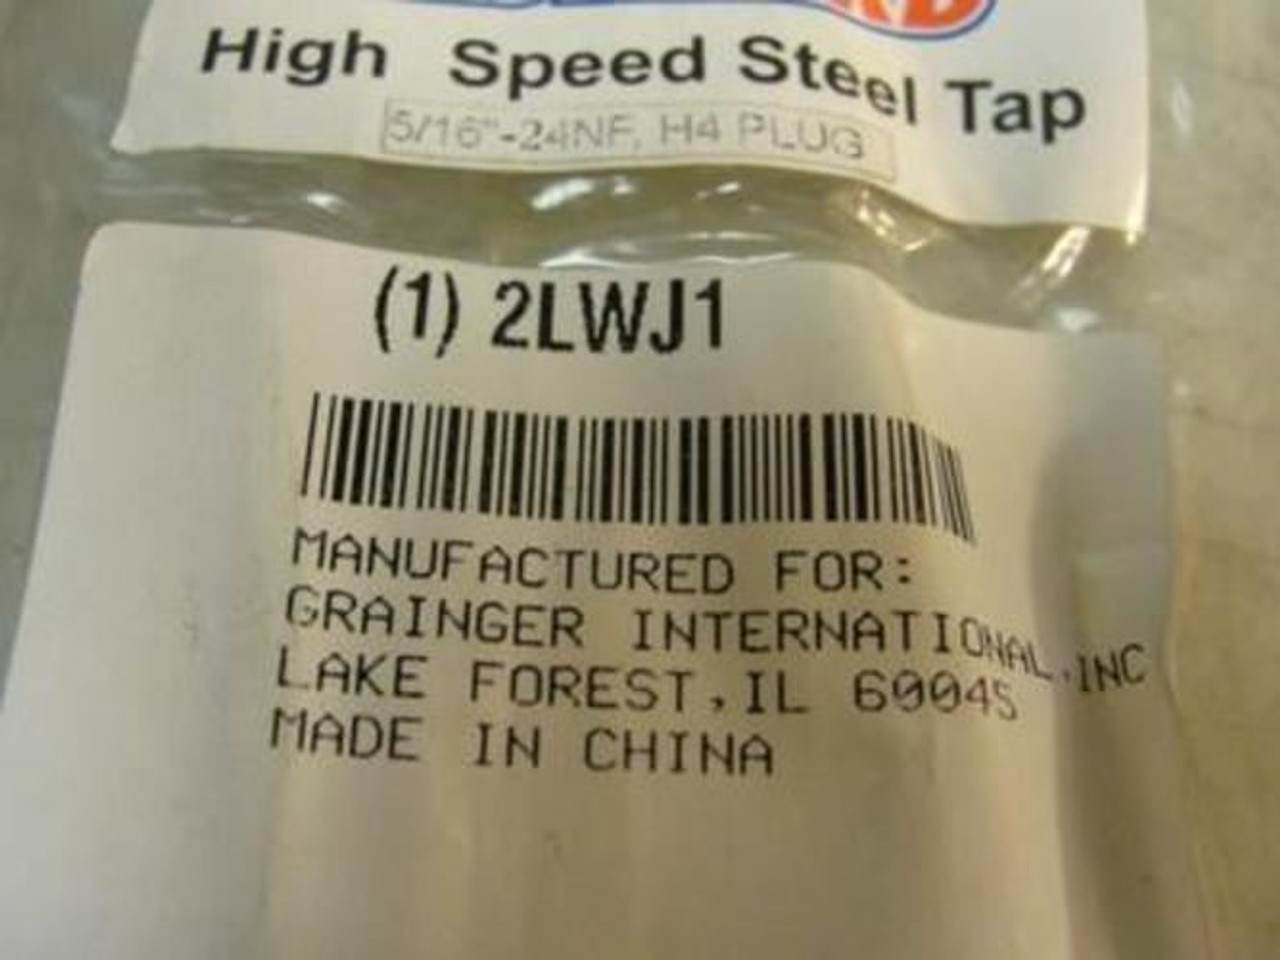 High Speed Steel Tap
5/16"-24NF, H4 PLUG
(1) 2LWJ1
MANUFACTURED FOR:
GRAINGER INTERNATIONAL,INC
LAKE FOREST,IL 60045
MADE IN CHINA